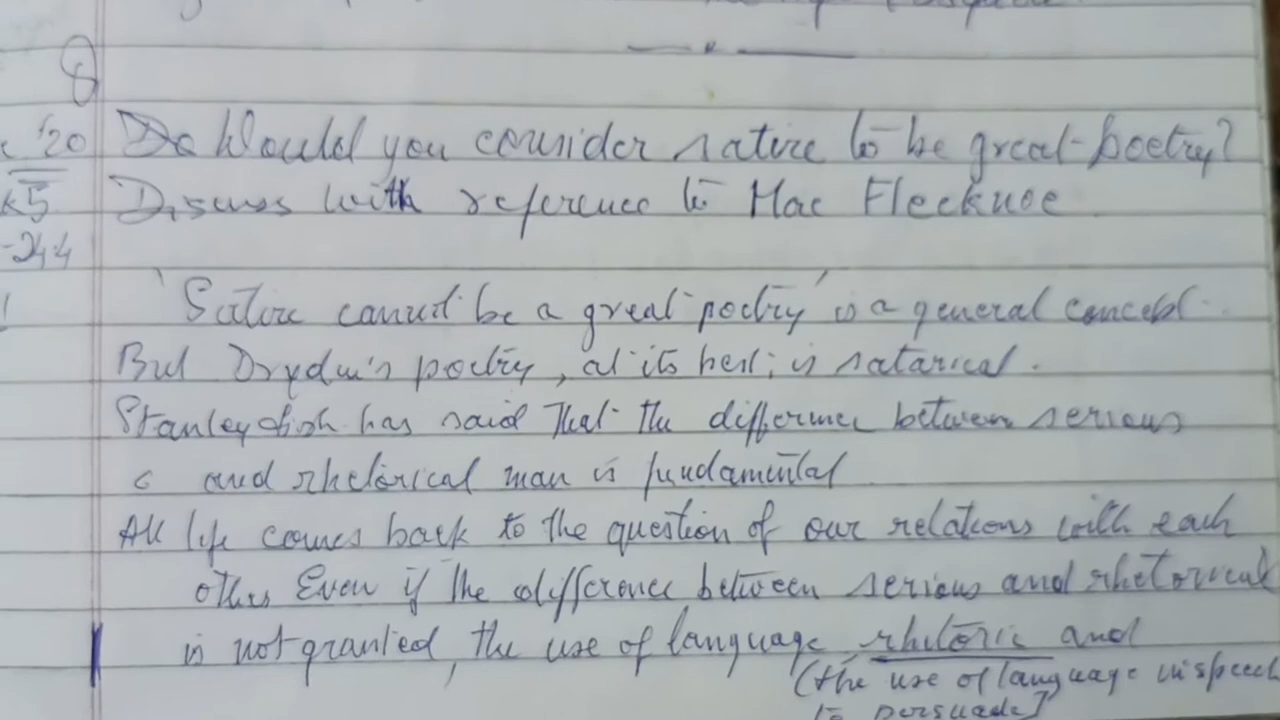 8
Do Would you consider satire to be great poetry?
Discuss with reference to Mac Flecknoe
'Satire cannot be a great poetry' is a general concept.
But Dryden's poetry, at its best; is satarical.
Stanley fish has said that the difference between serious
and rhetorical man is fundamental
All life comes back to the question of our relations with each
other Even if the difference between serious and rhetorical
is not granted, the use of language, rhetoric and
(the use of language in speech
to persuade]